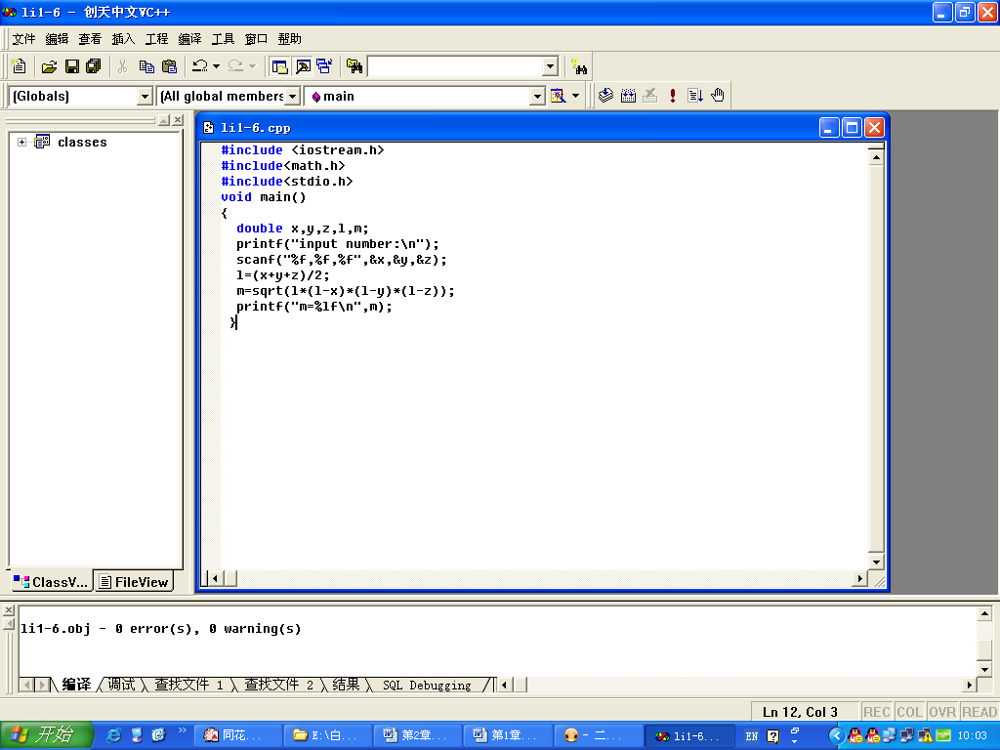 li1-6 - 创天中文VC++
文件 编辑 查看 插入 工程 编译 工具 窗口 帮助
(Globals) (All global members main
classes
li1-6.cpp
#include <iostream.h>
#include<math.h>
#include<stdio.h>
void main()
{
double x,y,z,l,m;
printf("input number:\n");
scanf("%f,%f,%f",&x,&y,&z);
l=(x+y+z)/2;
m=sqrt(l*(l-x)*(l-y)*(l-z));
printf("m=%lf\n",m);
}
ClassV... FileView
li1-6.obj - 0 error(s), 0 warning(s)
编译 调试 查找文件 1 查找文件 2 结果 SQL Debugging
Ln 12, Col 3 REC COL OVR READ
开始 同花... E:\白... 第2章... 第1章... - 二... li1-6... EN 10:03